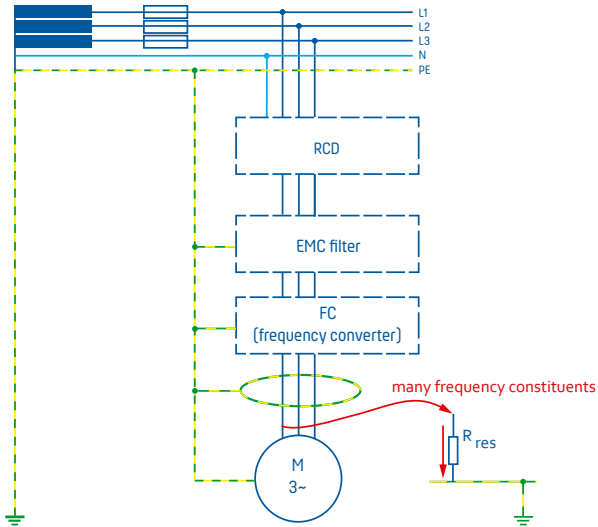 L1
L2
L3
N
PE
RCD
EMC filter
FC
(frequency converter)
many frequency constituents
R res
M
3~